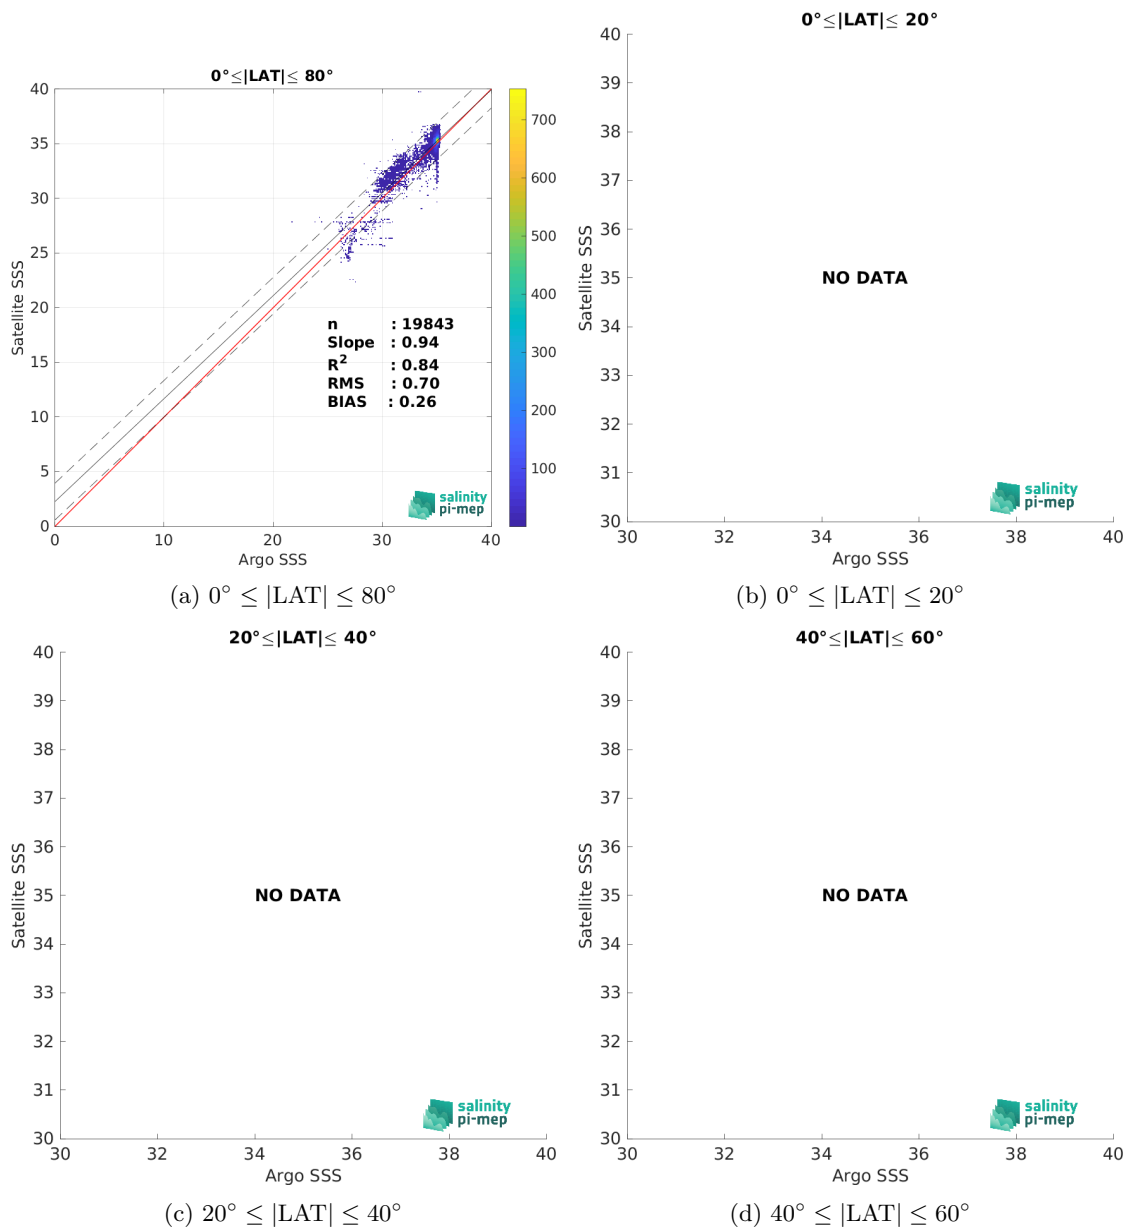 0°≤|LAT|≤ 80°
40
35
30
25
20
15
10
5
0
Satellite SSS
0
10
20
30
40
Argo SSS
700
600
500
400
300
200
100
n : 19843
Slope : 0.94
R² : 0.84
RMS : 0.70
BIAS : 0.26
salinity
pi-mep
(a) 0° ≤ |LAT| ≤ 80°
0°≤|LAT|≤ 20°
40
39
38
37
36
35
34
33
32
31
30
Satellite SSS
NO DATA
30
32
34
36
38
40
Argo SSS
salinity
pi-mep
(b) 0° ≤ |LAT| ≤ 20°
20°≤|LAT|≤ 40°
40
39
38
37
36
35
34
33
32
31
30
Satellite SSS
NO DATA
30
32
34
36
38
40
Argo SSS
salinity
pi-mep
(c) 20° ≤ |LAT| ≤ 40°
40°≤|LAT|≤ 60°
40
39
38
37
36
35
34
33
32
31
30
Satellite SSS
NO DATA
30
32
34
36
38
40
Argo SSS
salinity
pi-mep
(d) 40° ≤ |LAT| ≤ 60°